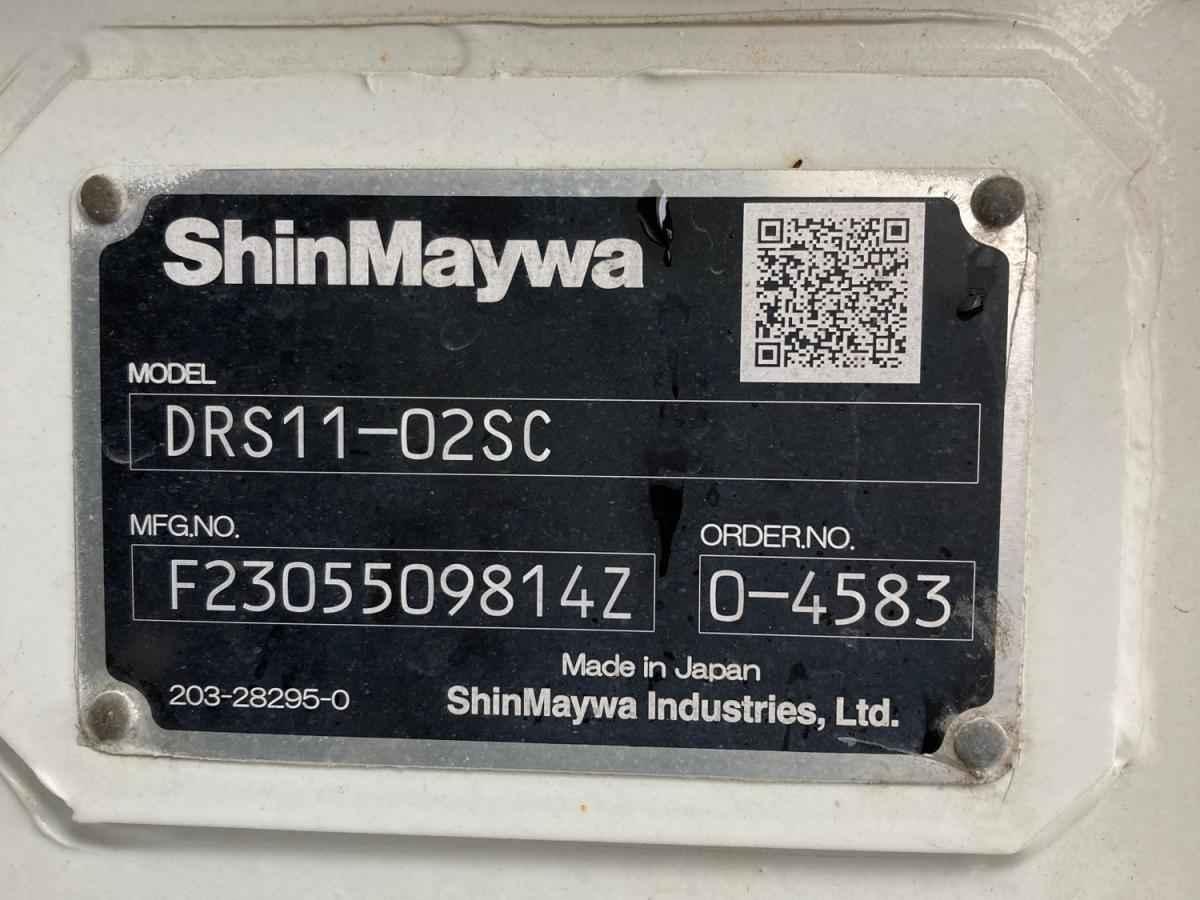 ShinMaywa
MODEL
DRS11-02SC
MFG.NO.
F2305509814Z
ORDER.NO.
0-4583
Made in Japan
203-28295-0
ShinMaywa Industries, Ltd.